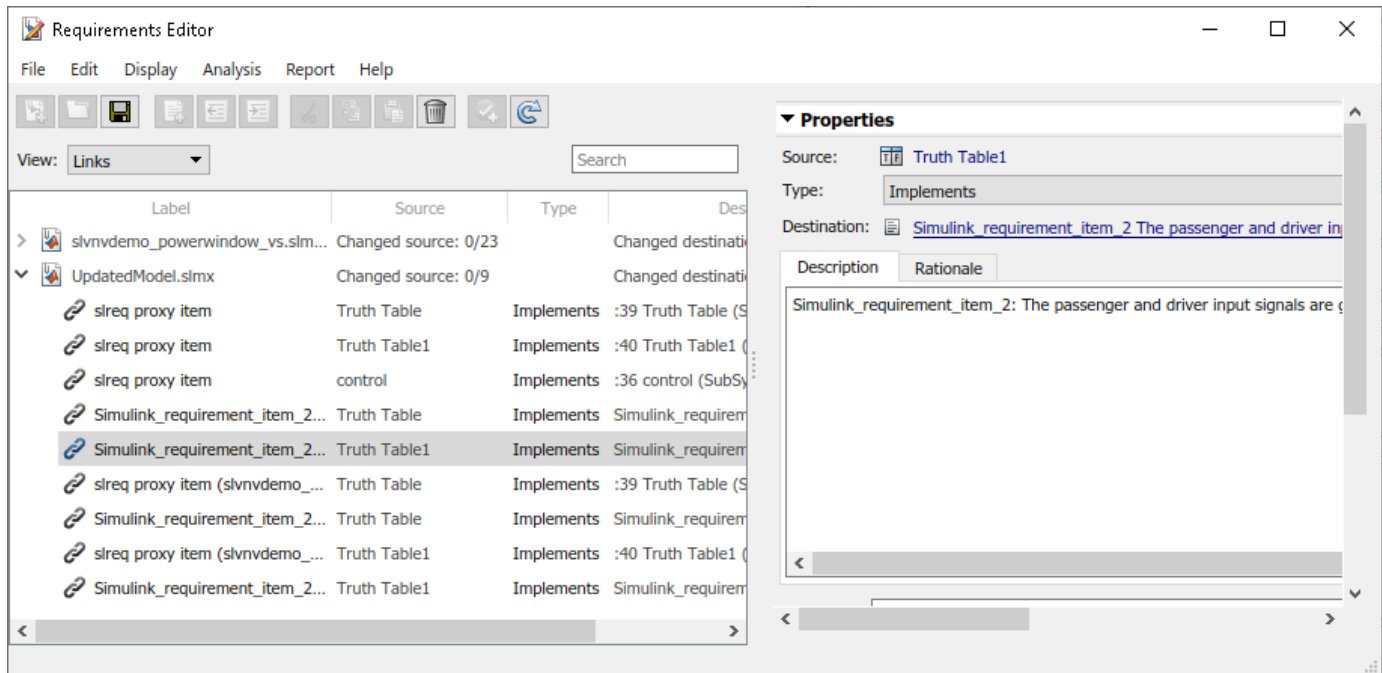 Requirements Editor
File Edit Display Analysis Report Help
View: Links Search
Label Source Type Des
slvnvdemo_powerwindow_vs.slm... Changed source: 0/23 Changed destinati
UpdatedModel.slmx Changed source: 0/9 Changed destinati
slreq proxy item Truth Table Implements :39 Truth Table (S
slreq proxy item Truth Table1 Implements :40 Truth Table1 (
slreq proxy item control Implements :36 control (SubSy
Simulink_requirement_item_2... Truth Table Implements Simulink_requirem
Simulink_requirement_item_2... Truth Table1 Implements Simulink_requirem
slreq proxy item (slvnvdemo_... Truth Table Implements :39 Truth Table (S
Simulink_requirement_item_2... Truth Table Implements Simulink_requirem
slreq proxy item (slvnvdemo_... Truth Table1 Implements :40 Truth Table1 (
Simulink_requirement_item_2... Truth Table1 Implements Simulink_requirem
Properties
Source: Truth Table1
Type: Implements
Destination: Simulink_requirement_item_2 The passenger and driver in
Description Rationale
Simulink_requirement_item_2: The passenger and driver input signals are g